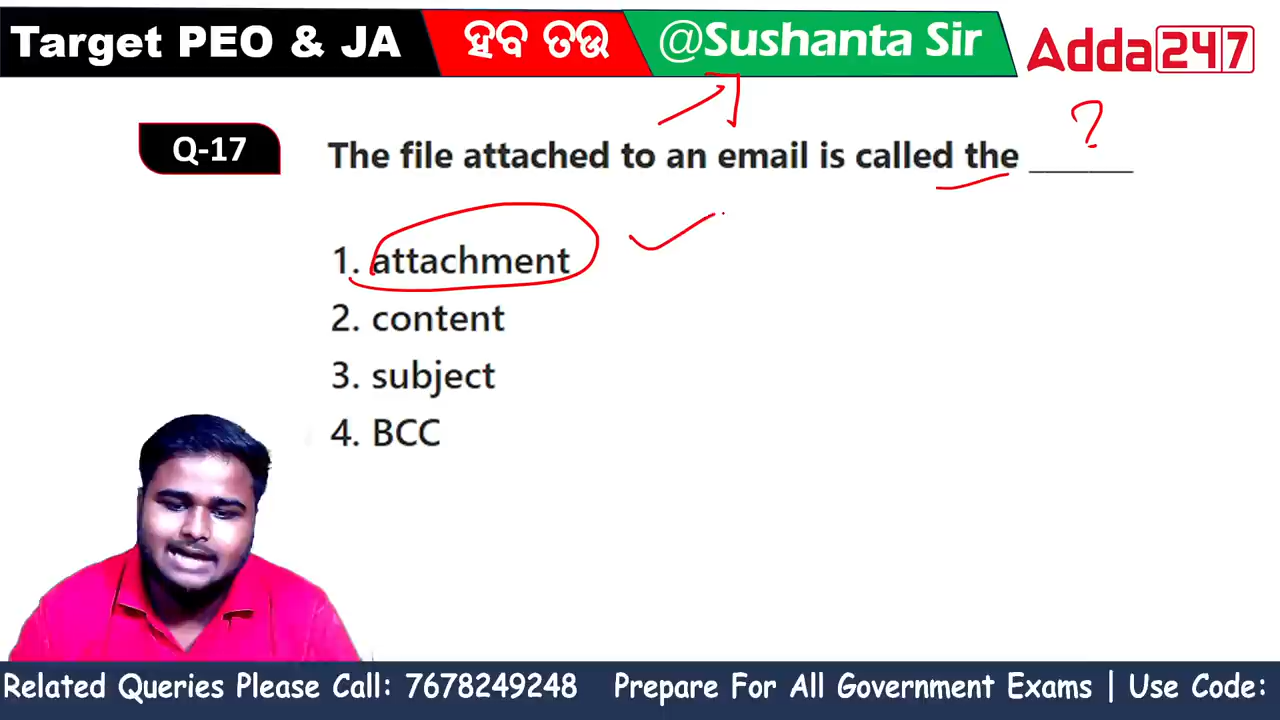 Target PEO & JA ହବ ତଉ @Sushanta Sir Adda247
Q-17 The file attached to an email is called the ______ ?
1. attachment
2. content
3. subject
4. BCC
Related Queries Please Call: 7678249248 Prepare For All Government Exams | Use Code: